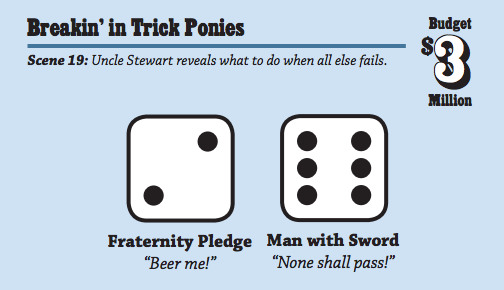 Breakin’ in Trick Ponies
Budget
$3
Million
Scene 19: Uncle Stewart reveals what to do when all else fails.
Fraternity Pledge
“Beer me!”
Man with Sword
“None shall pass!”